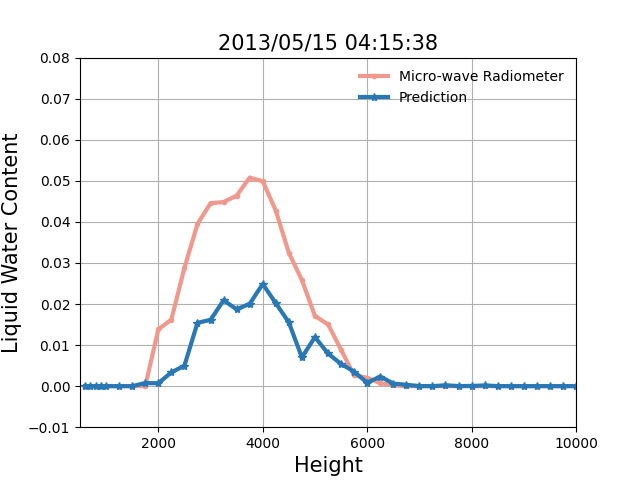 2013/05/15 04:15:38
0.08
0.07
0.06
0.05
0.04
0.03
0.02
0.01
0.00
−0.01
Liquid Water Content
Micro-wave Radiometer
Prediction
2000 4000 6000 8000 10000
Height